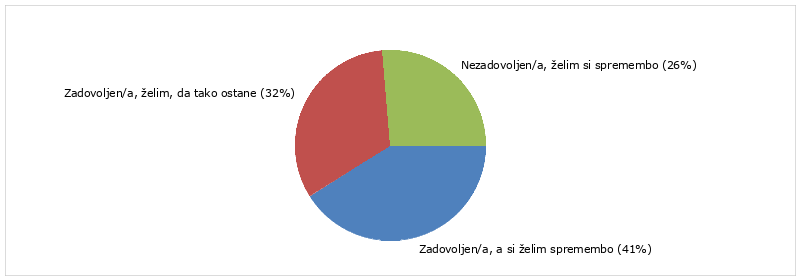 Nezadovoljen/a, želim si spremembo (26%)
Zadovoljen/a, želim, da tako ostane (32%)
Zadovoljen/a, a si želim spremembo (41%)